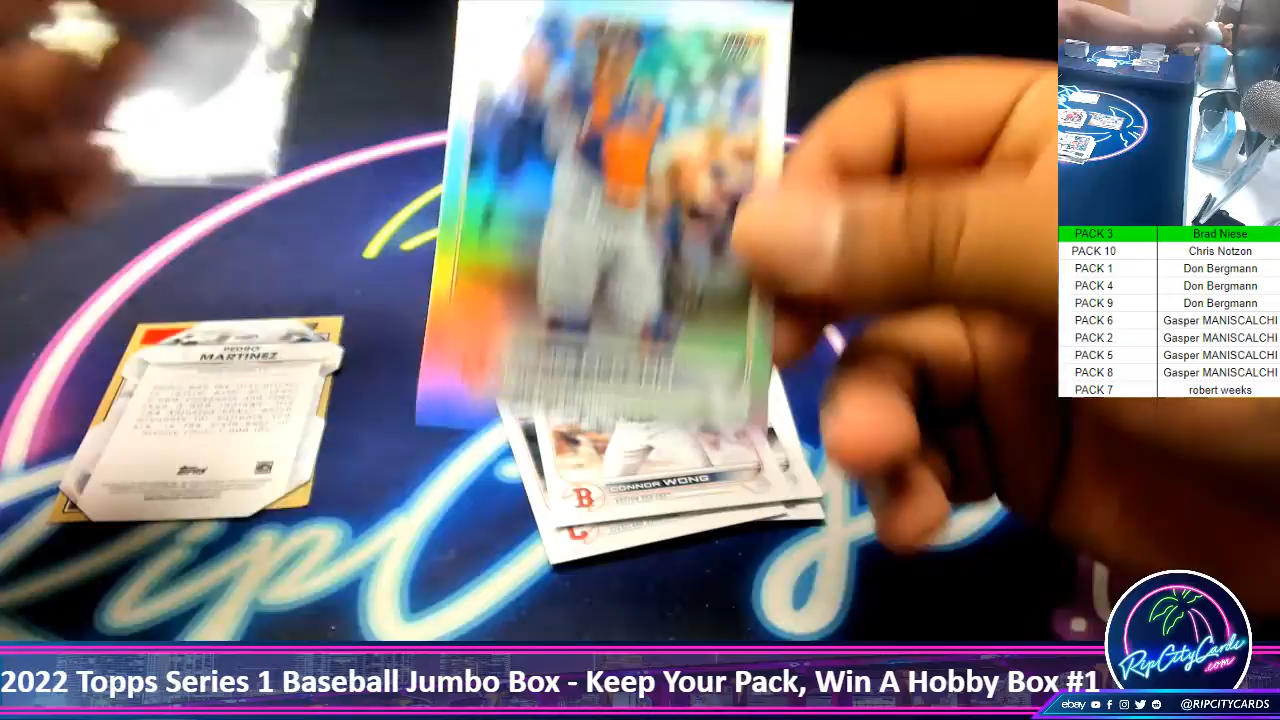 PEDRO
MARTINEZ
CONNOR WONG
B
PACK 3 Brad Niese
PACK 10 Chris Notzon
PACK 1 Don Bergmann
PACK 4 Don Bergmann
PACK 9 Don Bergmann
PACK 6 Gasper MANISCALCHI
PACK 2 Gasper MANISCALCHI
PACK 5 Gasper MANISCALCHI
PACK 8 Gasper MANISCALCHI
PACK 7 robert weeks
RipCity
RipCityCards
.com
2022 Topps Series 1 Baseball Jumbo Box - Keep Your Pack, Win A Hobby Box #1
ebay @RIPCITYCARDS